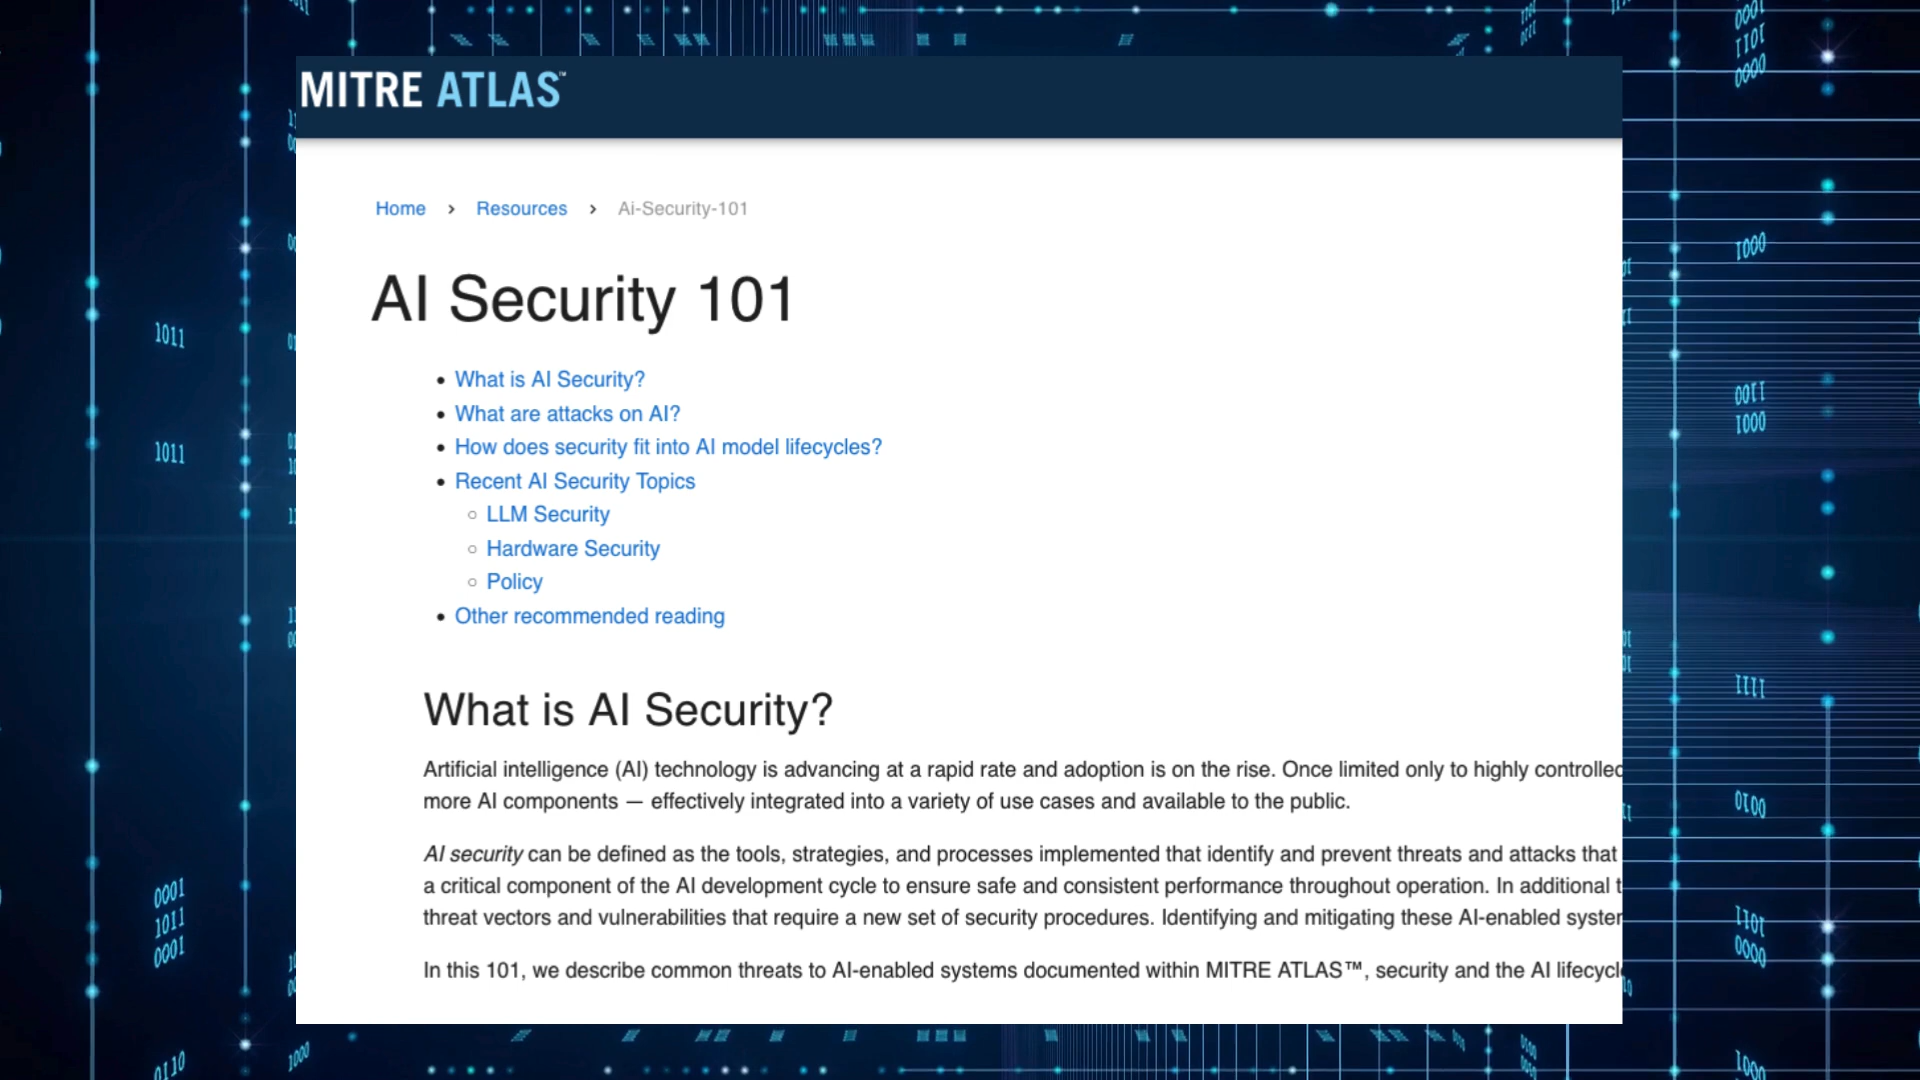 MITRE ATLAS™
Home › Resources › Ai-Security-101
AI Security 101
• What is AI Security?
• What are attacks on AI?
• How does security fit into AI model lifecycles?
• Recent AI Security Topics
○ LLM Security
○ Hardware Security
○ Policy
• Other recommended reading
What is AI Security?
Artificial intelligence (AI) technology is advancing at a rapid rate and adoption is on the rise. Once limited only to highly controlled
more AI components — effectively integrated into a variety of use cases and available to the public.
AI security can be defined as the tools, strategies, and processes implemented that identify and prevent threats and attacks that
a critical component of the AI development cycle to ensure safe and consistent performance throughout operation. In additional
threat vectors and vulnerabilities that require a new set of security procedures. Identifying and mitigating these AI-enabled
In this 101, we describe common threats to AI-enabled systems documented within MITRE ATLAS™, security and the AI
1011
1011
0001
1011
0001